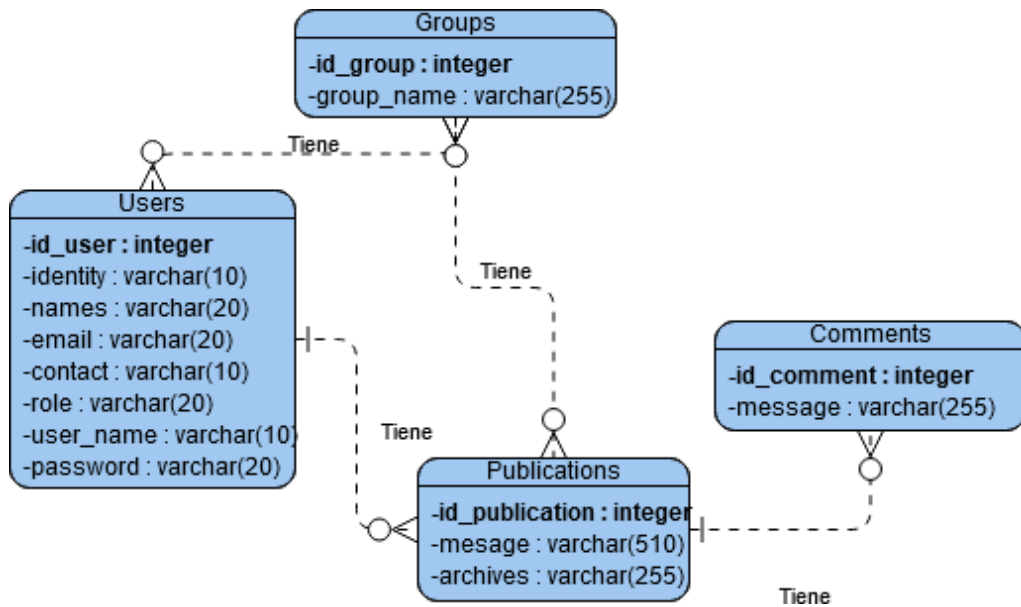 Groups
-id_group : integer
-group_name : varchar(255)
Tiene
Users
-id_user : integer
-identity : varchar(10)
-names : varchar(20)
-email : varchar(20)
-contact : varchar(10)
-role : varchar(20)
-user_name : varchar(10)
-password : varchar(20)
Tiene
Comments
-id_comment : integer
-message : varchar(255)
Tiene
Publications
-id_publication : integer
-mesage : varchar(510)
-archives : varchar(255)
Tiene